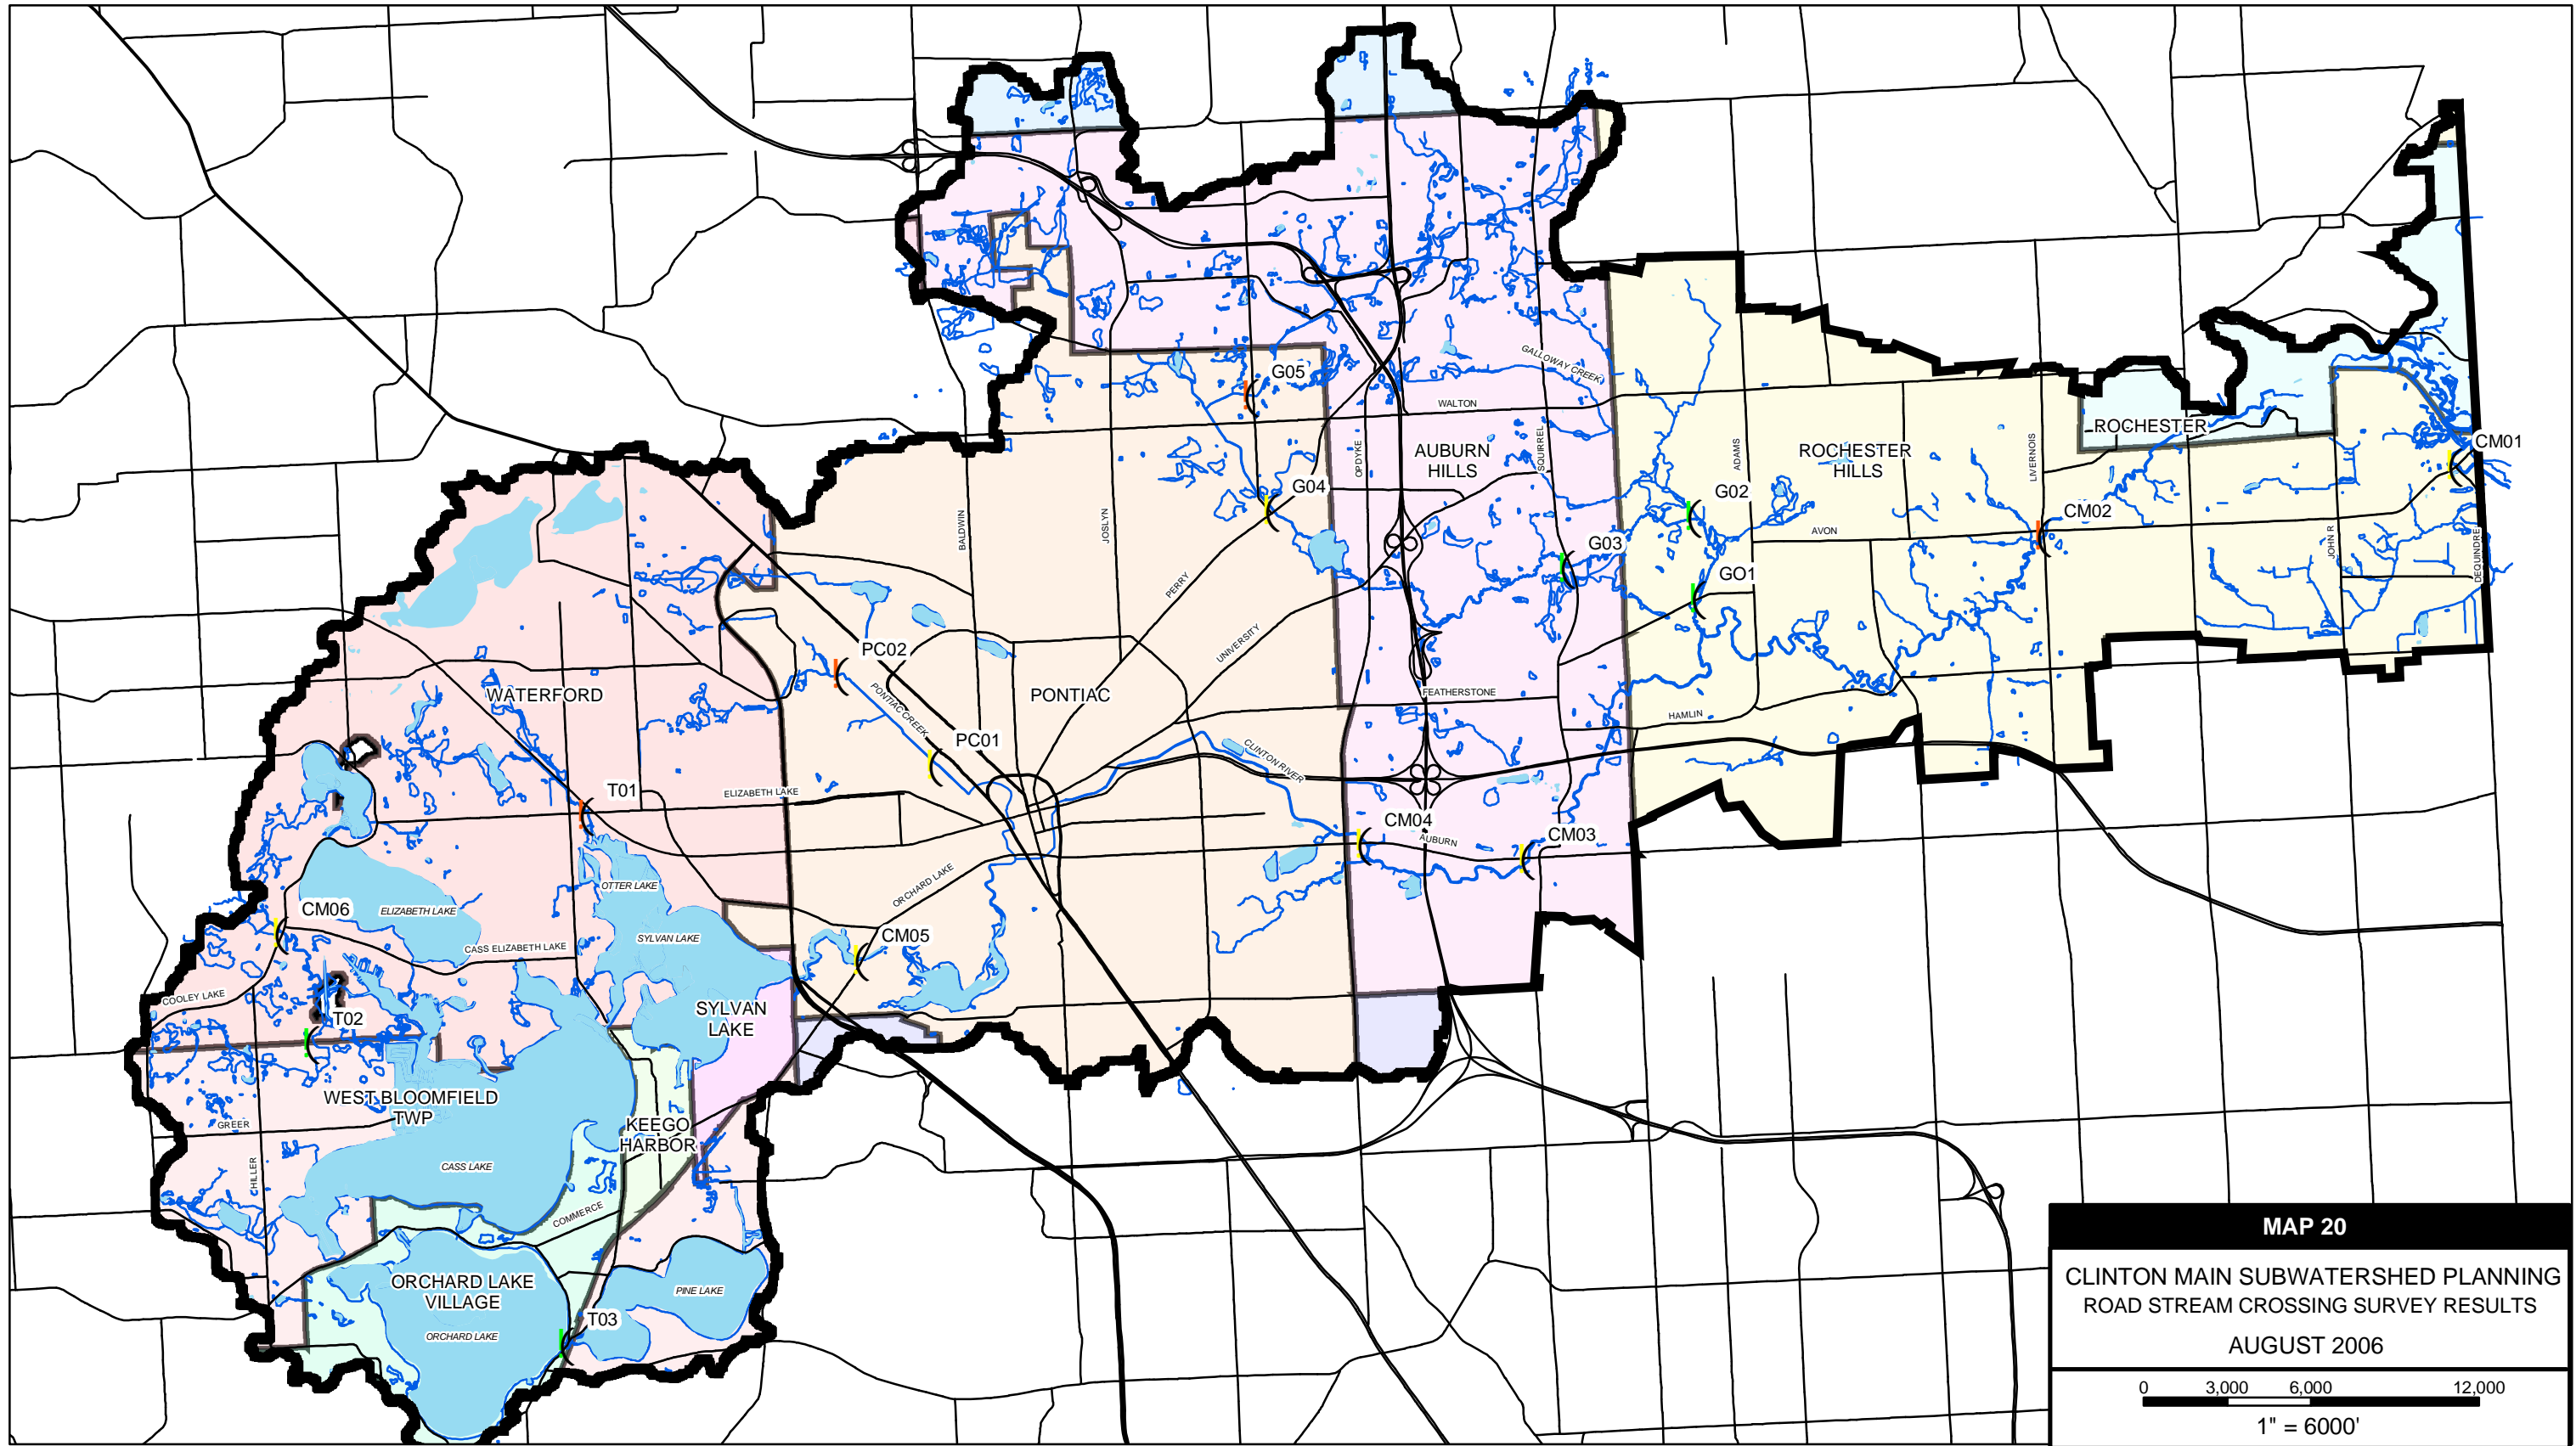 G05
GALLOWAY CREEK
WALTON
ROCHESTER
CM01
OPDYKE
AUBURN
HILLS
SQUIRREL
ADAMS
ROCHESTER
HILLS
LIVERNOIS
G04
G02
CM02
BALDWIN
JOSLYN
AVON
JOHN R
DEQUINDRE
G03
GO1
PERRY
UNIVERSITY
PC02
WATERFORD
PONTIAC CREEK
PONTIAC
FEATHERSTONE
HAMLIN
PC01
CLINTON RIVER
T01
ELIZABETH LAKE
CM04
AUBURN
CM03
OTTER LAKE
ORCHARD LAKE
CM06
ELIZABETH LAKE
SYLVAN LAKE
CM05
CASS ELIZABETH LAKE
COOLEY LAKE
T02
SYLVAN
LAKE
WEST BLOOMFIELD
TWP
GREER
KEEGO
HARBOR
CASS LAKE
CHILLER
COMMERCE
ORCHARD LAKE
VILLAGE
PINE LAKE
T03
ORCHARD LAKE
MAP 20
CLINTON MAIN SUBWATERSHED PLANNING
ROAD STREAM CROSSING SURVEY RESULTS
AUGUST 2006
0 3,000 6,000 12,000
1" = 6000'